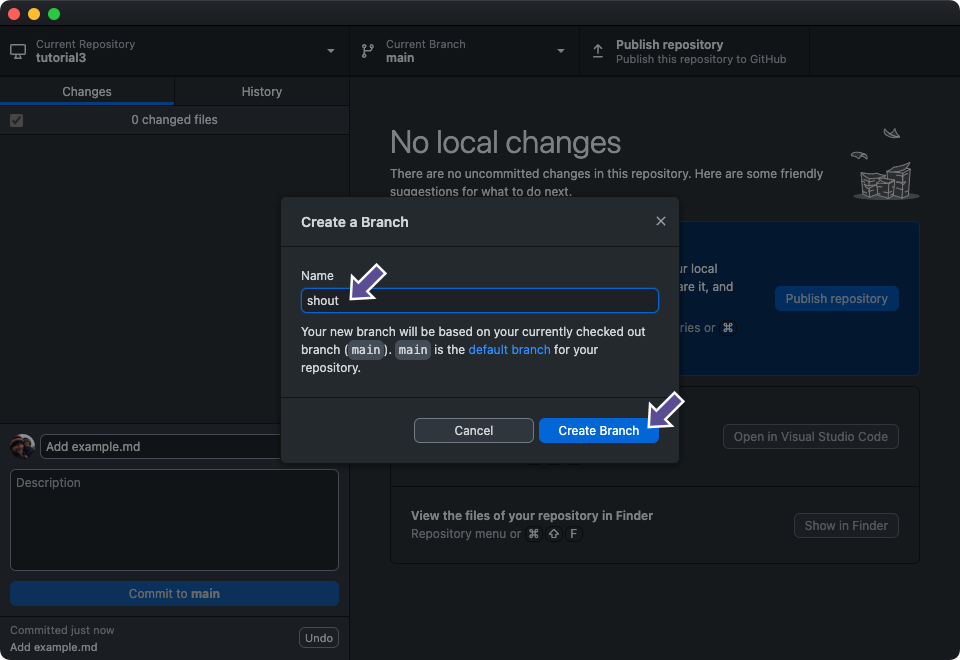 Current Repository
tutorial3
Current Branch
main
Publish repository
Publish this repository to GitHub
Changes
History
0 changed files
No local changes
There are no uncommitted changes in this repository. Here are some friendly
suggestions for what to do next.
Create a Branch
Name
shout
Your new branch will be based on your currently checked out
branch (main). main is the default branch for your
repository.
Cancel
Create Branch
local
are it, and
ries or ⌘
Publish repository
Open in Visual Studio Code
View the files of your repository in Finder
Repository menu or ⌘ ⇧ F
Show in Finder
Add example.md
Description
Commit to main
Committed just now
Add example.md
Undo